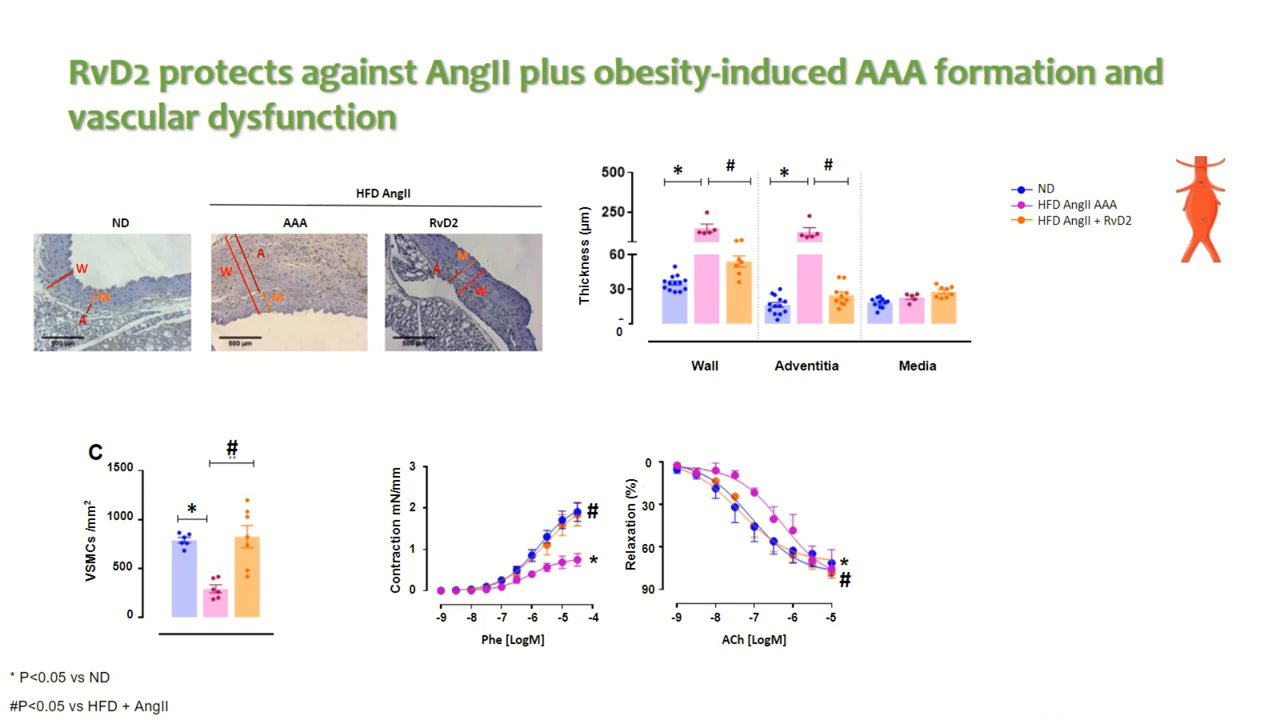 RvD2 protects against AngII plus obesity-induced AAA formation and
vascular dysfunction
HFD AngII
ND
AAA
RvD2
W
M
A
500 µm
W
A
M
500 µm
A
M
W
500 µm
Thickness (µm)
500
250
60
30
0
*
#
*
#
Wall
Adventitia
Media
ND
HFD AngII AAA
HFD AngII + RvD2
C
VSMCs /mm²
1500
1000
500
0
*
#
Contraction mN/mm
3
2
1
0
#
*
-9
-8
-7
-6
-5
-4
Phe [LogM]
Relaxation (%)
0
30
60
90
*
#
-9
-8
-7
-6
-5
ACh [LogM]
* P<0.05 vs ND
#P<0.05 vs HFD + AngII